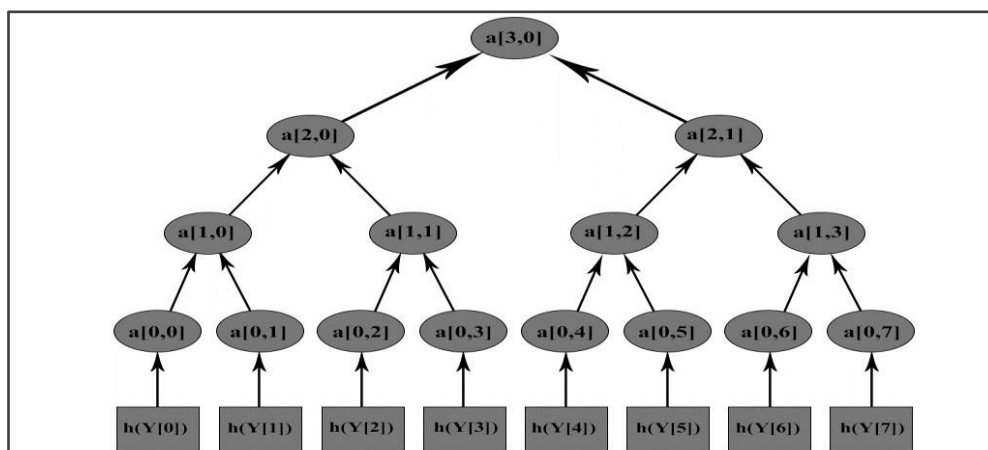 a[3,0]
a[2,0] a[2,1]
a[1,0] a[1,1] a[1,2] a[1,3]
a[0,0] a[0,1] a[0,2] a[0,3] a[0,4] a[0,5] a[0,6] a[0,7]
h(Y[0]) h(Y[1]) h(Y[2]) h(Y[3]) h(Y[4]) h(Y[5]) h(Y[6]) h(Y[7])